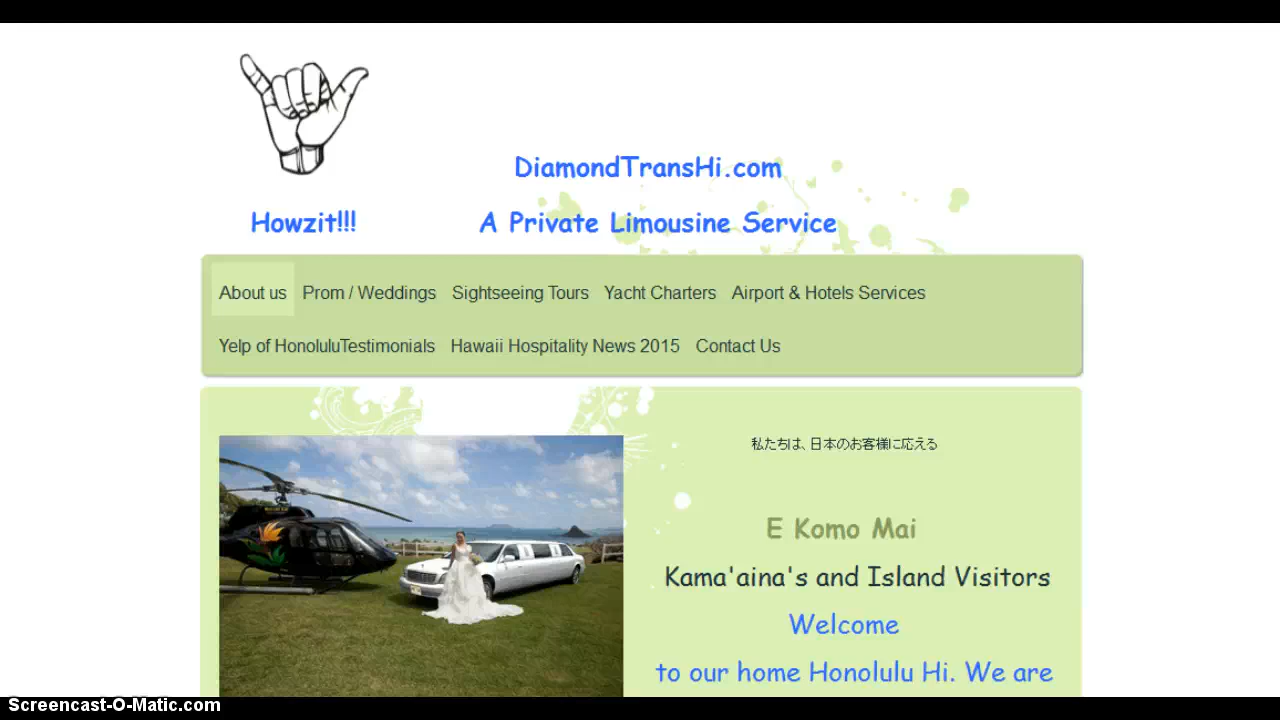 DiamondTransHi.com
Howzit!!! A Private Limousine Service
About us Prom / Weddings Sightseeing Tours Yacht Charters Airport & Hotels Services
Yelp of HonoluluTestimonials Hawaii Hospitality News 2015 Contact Us
私たちは、日本のお客様に応える
E Komo Mai
Kama'aina's and Island Visitors
Welcome
to our home Honolulu Hi. We are
Screencast-O-Matic.com